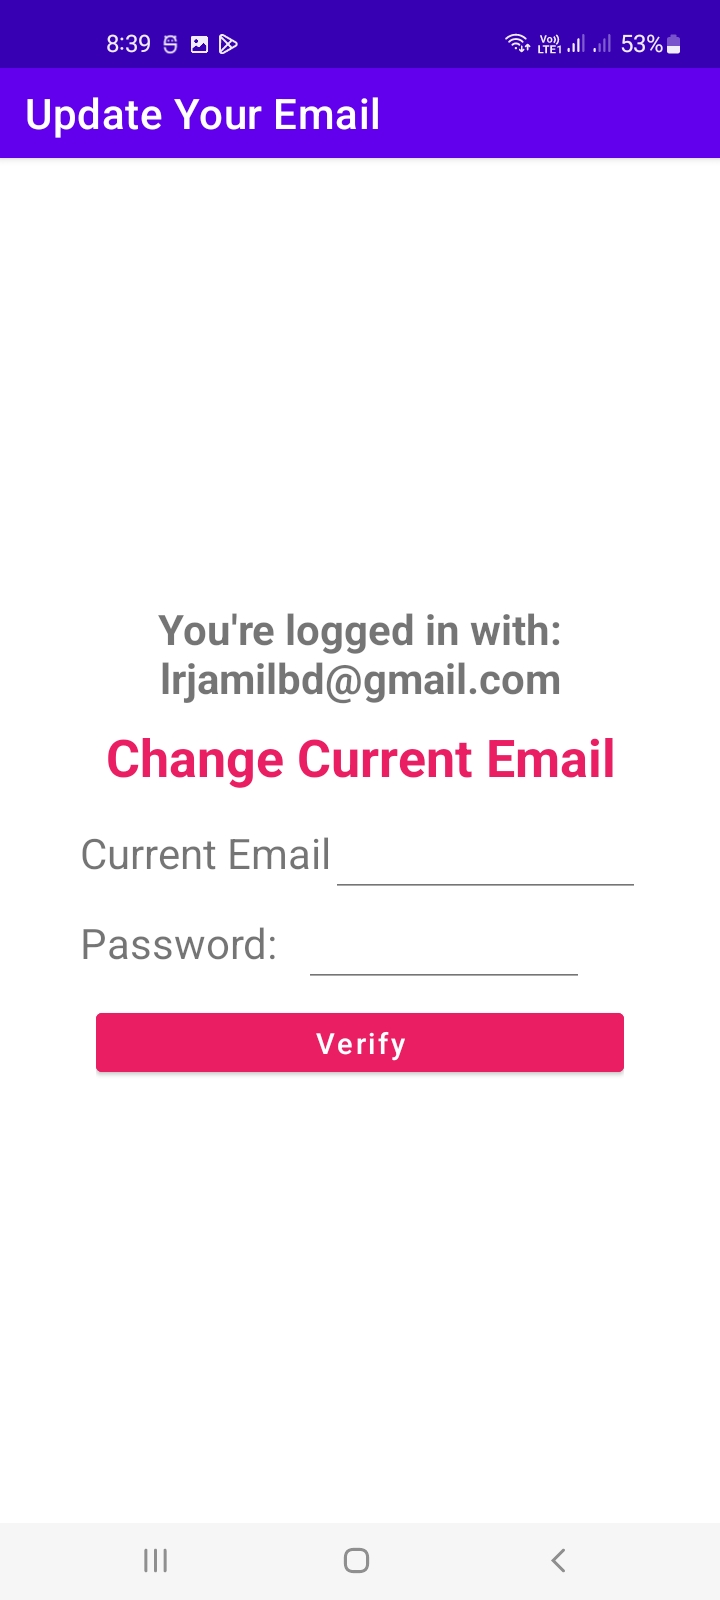 8:39 Vo)) LTE1 53%
Update Your Email
You're logged in with:
lrjamilbd@gmail.com
Change Current Email
Current Email
Password:
Verify